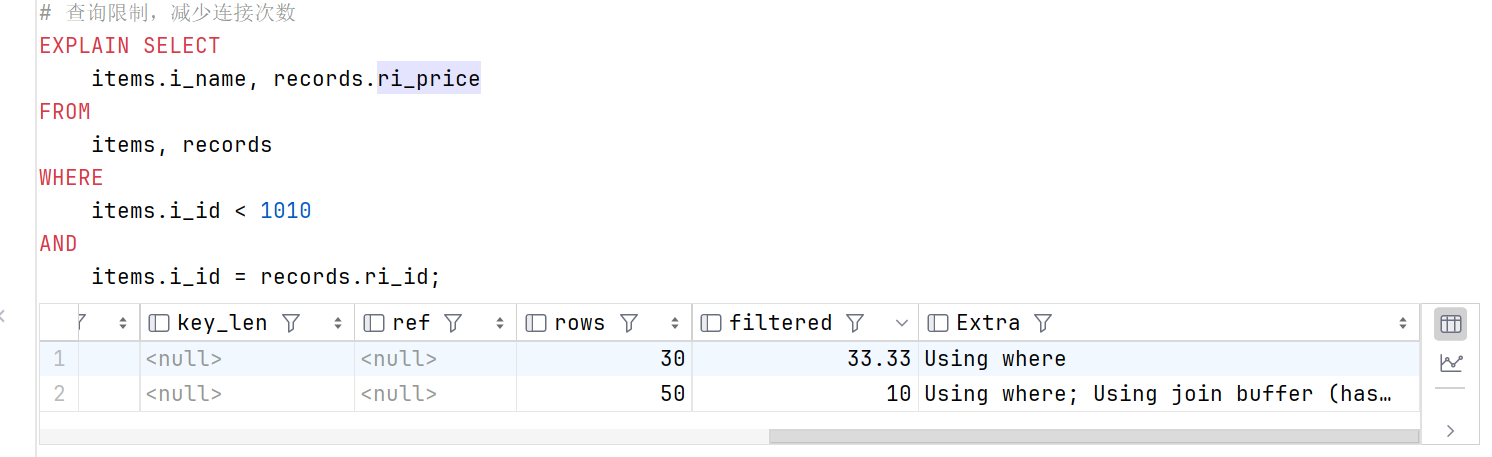 # 查询限制，减少连接次数
EXPLAIN SELECT
items.i_name, records.ri_price
FROM
items, records
WHERE
items.i_id < 1010
AND
items.i_id = records.ri_id;
key_len ref rows filtered Extra
1 <null> <null> 30 33.33 Using where
2 <null> <null> 50 10 Using where; Using join buffer (has…